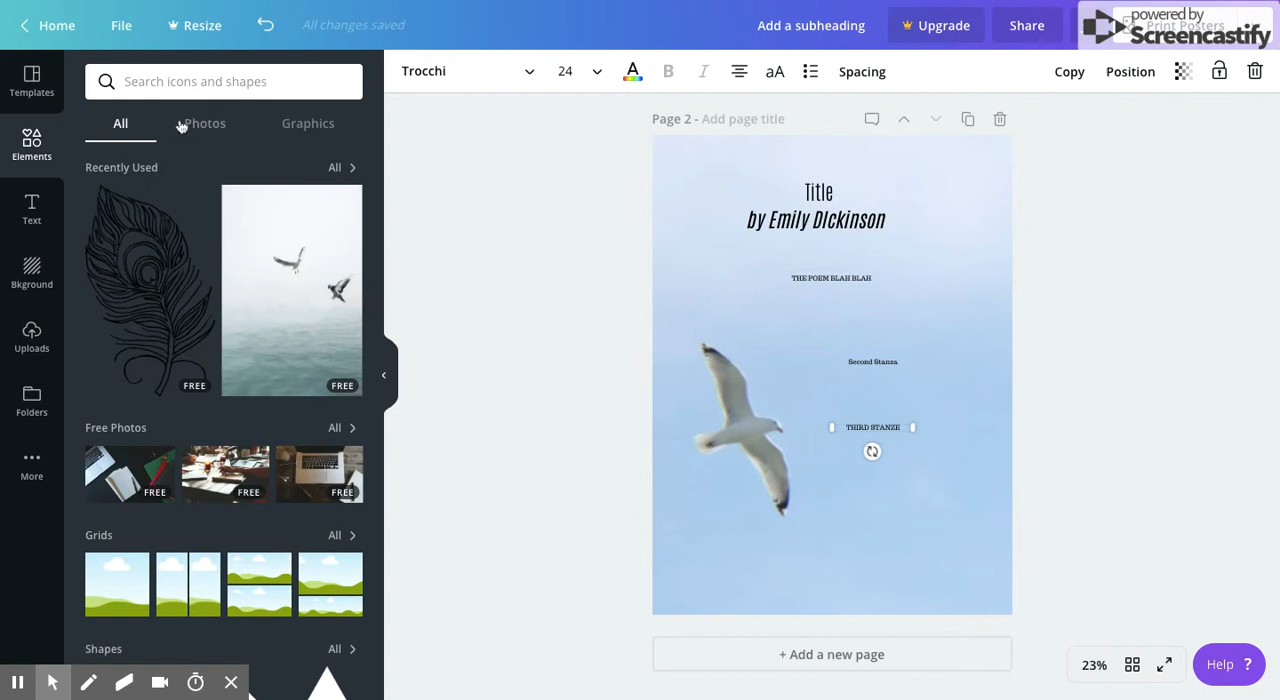 Home
File
Resize
All changes saved
Add a subheading
Upgrade
Share
Print Posters
powered by
Screencastify
Templates
Elements
Text
Bkground
Uploads
Folders
More
Search icons and shapes
All
Photos
Graphics
Recently Used
All
FREE
FREE
Free Photos
All
FREE
FREE
FREE
Grids
All
Shapes
All
Trocchi
24
A
B
I
aA
Spacing
Copy
Position
Page 2 - Add page title
Title
by Emily DIckinson
THE POEM BLAH BLAH
Second Stanza
THIRD STANZE
+ Add a new page
23%
Help ?